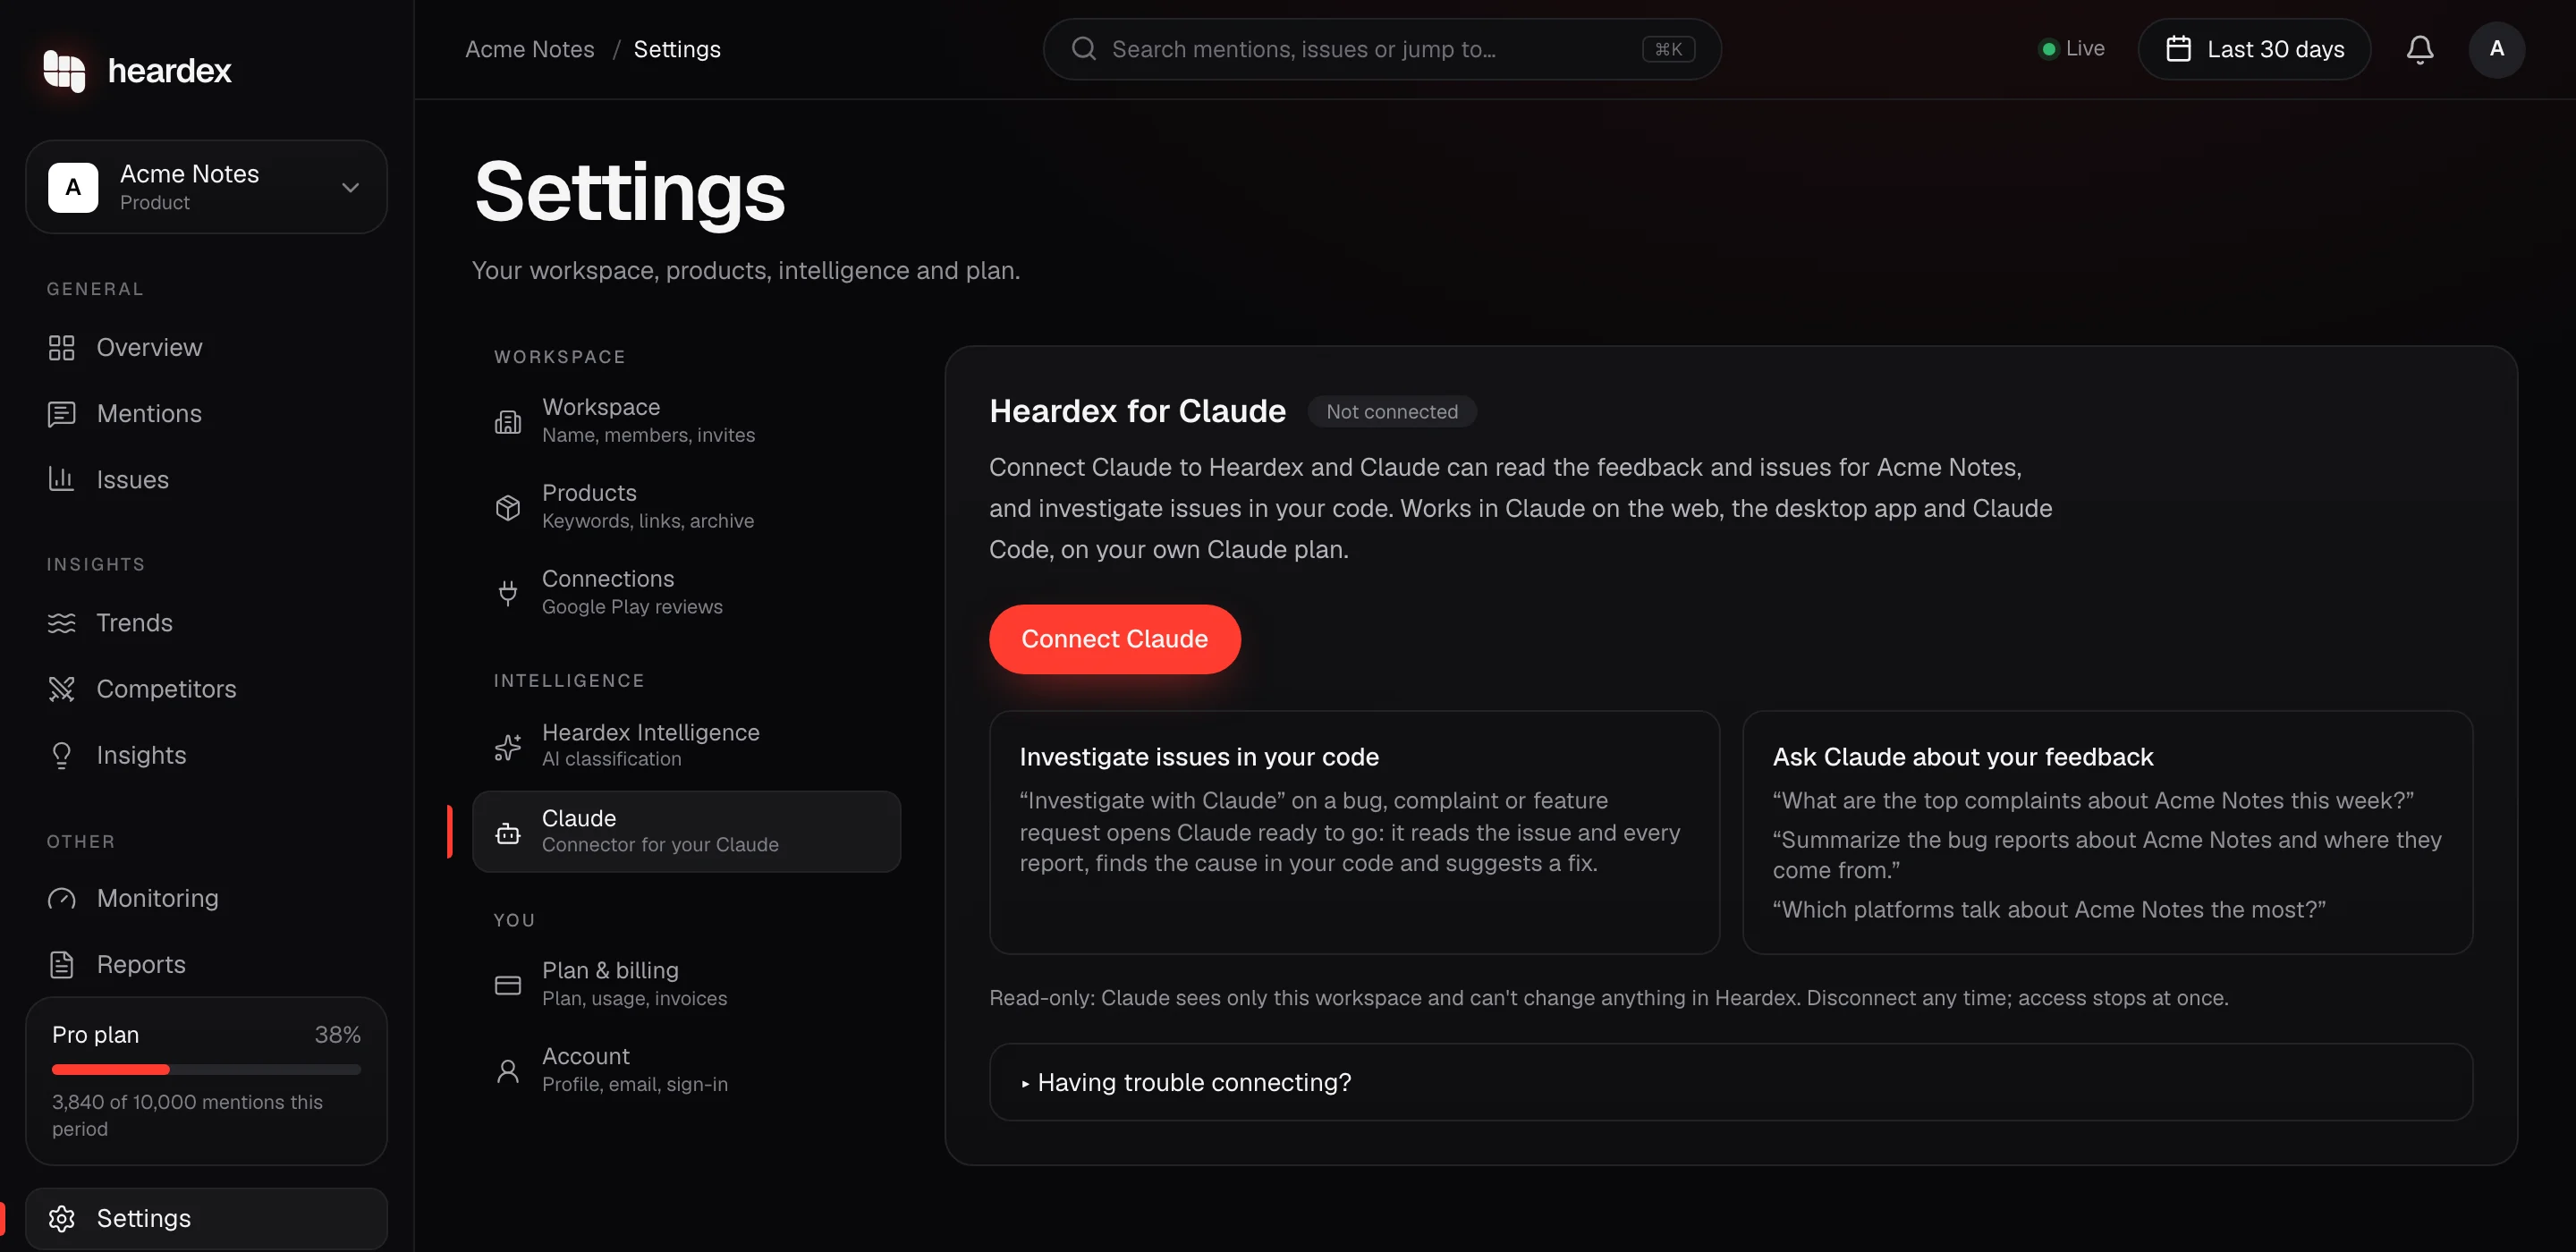 heardex
A
Acme Notes
Product
GENERAL
Overview
Mentions
Issues
INSIGHTS
Trends
Competitors
Insights
OTHER
Monitoring
Reports
Pro plan
38%
3,840 of 10,000 mentions this
period
Settings
Acme Notes / Settings
Search mentions, issues or jump to...
⌘K
Live
Last 30 days
A
Settings
Your workspace, products, intelligence and plan.
WORKSPACE
Workspace
Name, members, invites
Products
Keywords, links, archive
Connections
Google Play reviews
INTELLIGENCE
Heardex Intelligence
AI classification
Claude
Connector for your Claude
YOU
Plan & billing
Plan, usage, invoices
Account
Profile, email, sign-in
Heardex for Claude
Not connected
Connect Claude to Heardex and Claude can read the feedback and issues for Acme Notes,
and investigate issues in your code. Works in Claude on the web, the desktop app and Claude
Code, on your own Claude plan.
Connect Claude
Investigate issues in your code
“Investigate with Claude” on a bug, complaint or feature
request opens Claude ready to go: it reads the issue and every
report, finds the cause in your code and suggests a fix.
Ask Claude about your feedback
“What are the top complaints about Acme Notes this week?”
“Summarize the bug reports about Acme Notes and where they
come from.”
“Which platforms talk about Acme Notes the most?”
Read-only: Claude sees only this workspace and can't change anything in Heardex. Disconnect any time; access stops at once.
▸ Having trouble connecting?